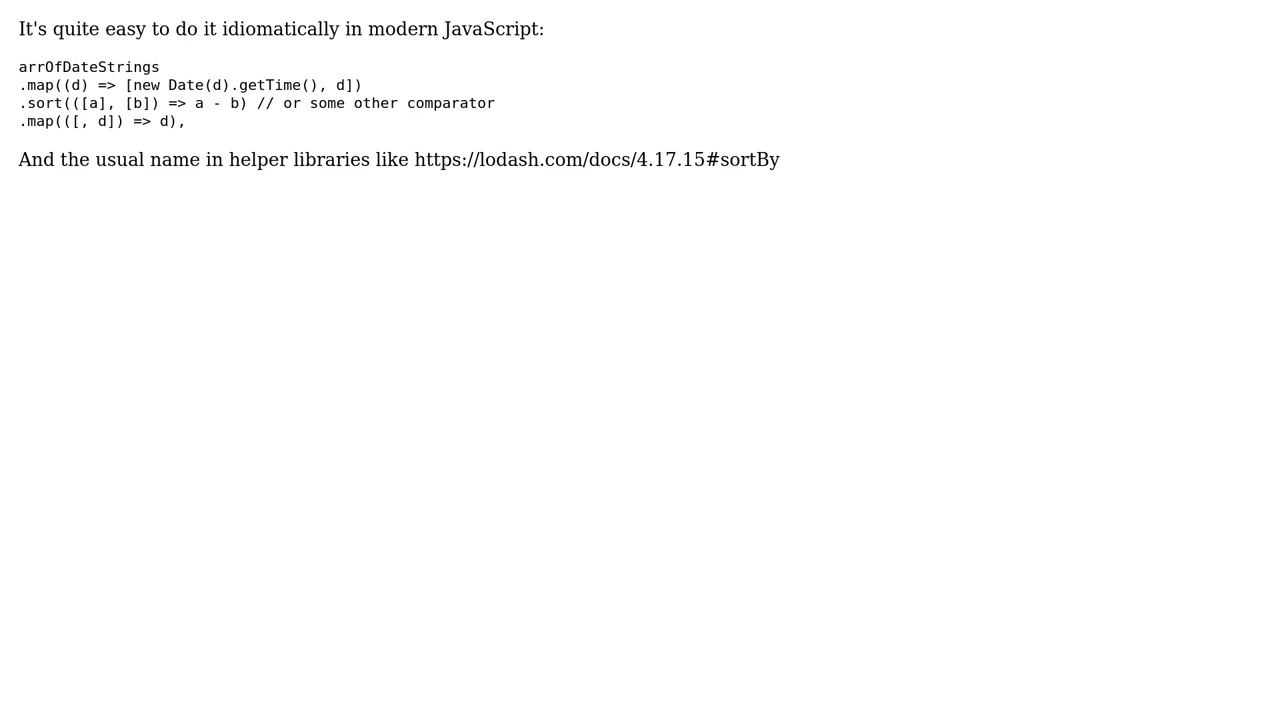 It's quite easy to do it idiomatically in modern JavaScript:
arrOfDateStrings
.map((d) => [new Date(d).getTime(), d])
.sort(([a], [b]) => a - b) // or some other comparator
.map(([, d]) => d),
And the usual name in helper libraries like https://lodash.com/docs/4.17.15#sortBy